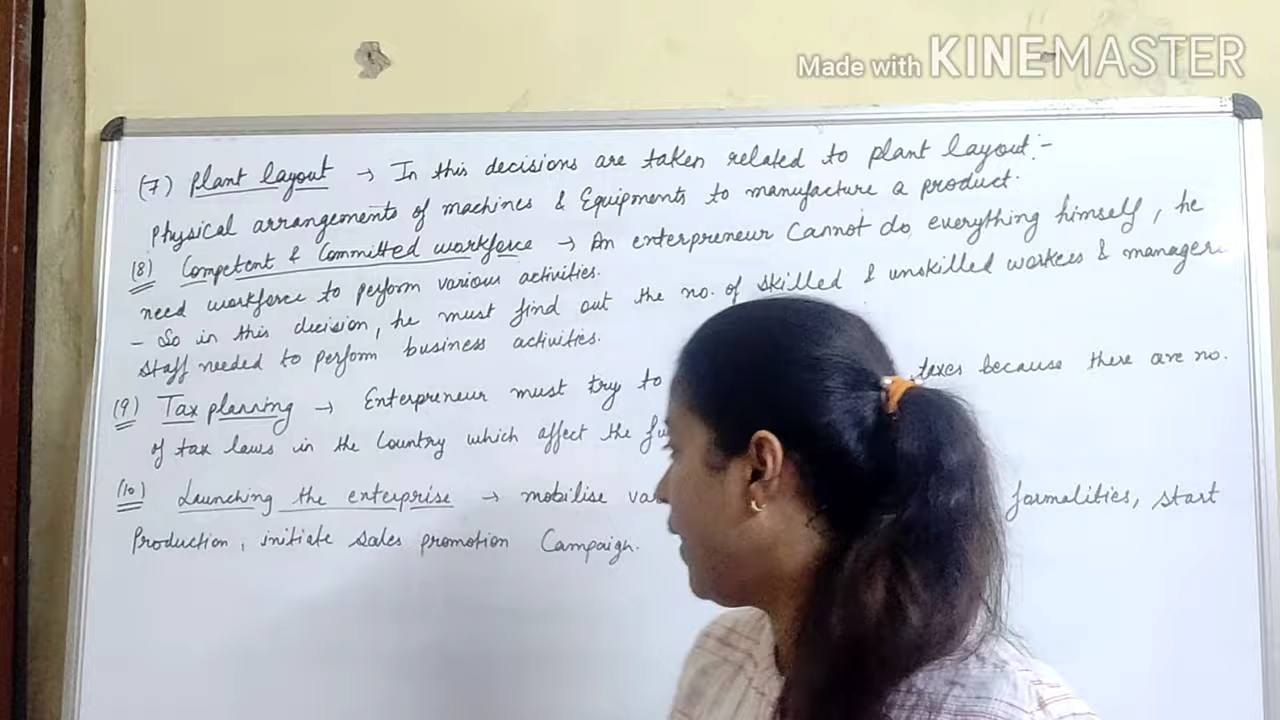 Made with KINEMASTER
(7) Plant layout → In this decisions are taken related to plant layout:-
Physical arrangements of machines & Equipments to manufacture a product.
(8) Competent & Committed workforce → An enterpreneur Cannot do everything himself, he
need workforce to perform various activities.
- So in this decision, he must find out the no. of skilled & unskilled workers & manageri
staff needed to perform business activities.
(9) Tax planning → Enterpreneur must try to taxes because there are no.
of tax laws in the Country which affect the
(10) Launching the enterprise → mobilise formalities, start
Production, initiate sales promotion Campaign.